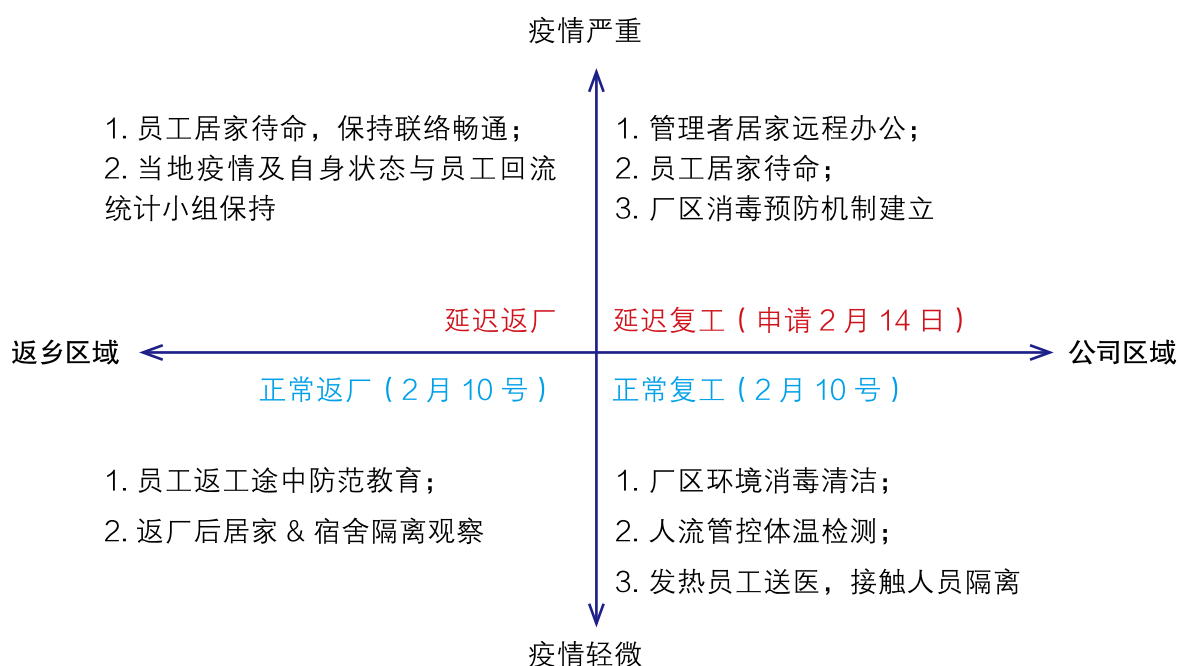 疫情严重
1. 员工居家待命，保持联络畅通；
2. 当地疫情及自身状态与员工回流
统计小组保持
1. 管理者居家远程办公；
2. 员工居家待命；
3. 厂区消毒预防机制建立
延迟返厂
延迟复工（申请2月14日）
返乡区域
公司区域
正常返厂（2月10号）
正常复工（2月10号）
1. 员工返工途中防范教育；
2. 返厂后居家 & 宿舍隔离观察
1. 厂区环境消毒清洁；
2. 人流管控体温检测；
3. 发热员工送医，接触人员隔离
疫情轻微